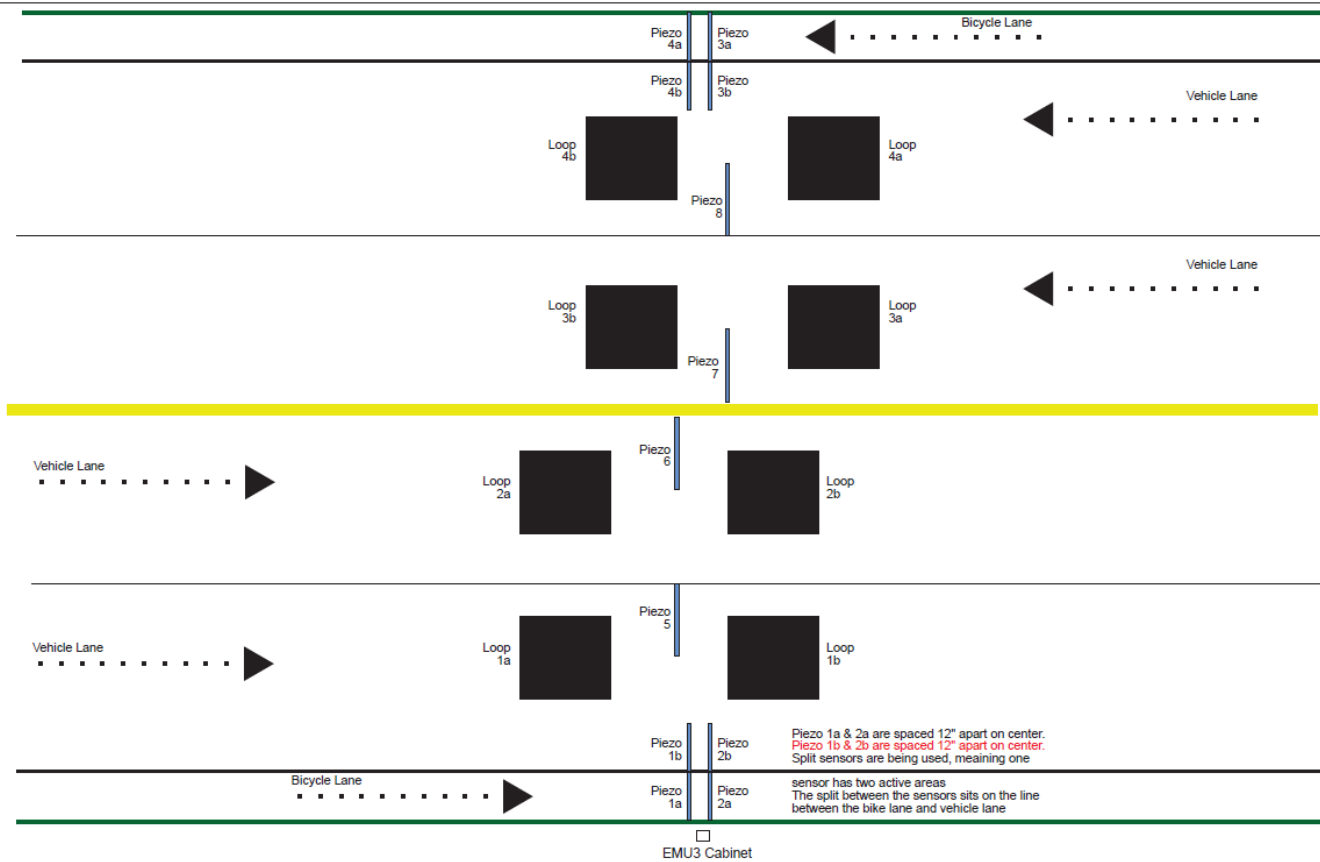 Bicycle Lane
Piezo
4a
Piezo
3a
Piezo
4b
Piezo
3b
Vehicle Lane
Loop
4b
Loop
4a
Piezo
8
Vehicle Lane
Loop
3b
Loop
3a
Piezo
7
Piezo
6
Vehicle Lane
Loop
2a
Loop
2b
Piezo
5
Vehicle Lane
Loop
1a
Loop
1b
Piezo
1b
Piezo
2b
Piezo 1a & 2a are spaced 12" apart on center.
Piezo 1b & 2b are spaced 12" apart on center.
Split sensors are being used, meaining one
Bicycle Lane
Piezo
1a
Piezo
2a
sensor has two active areas
The split between the sensors sits on the line
between the bike lane and vehicle lane
EMU3 Cabinet